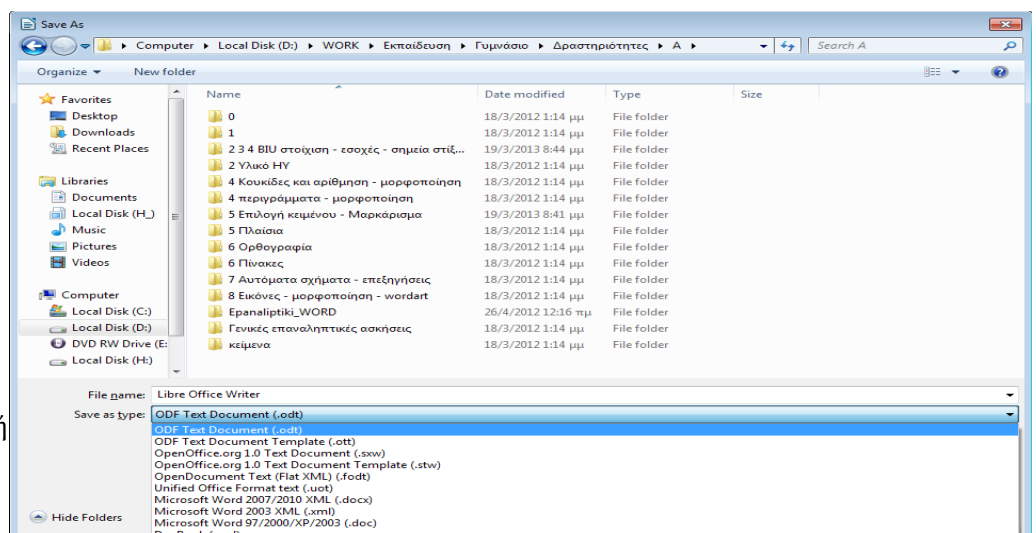 Save As
Computer ▸ Local Disk (D:) ▸ WORK ▸ Εκπαίδευση ▸ Γυμνάσιο ▸ Δραστηριότητες ▸ Α ▸
Search A
Organize New folder
Name Date modified Type Size
Favorites
Desktop
Downloads
Recent Places
Libraries
Documents
Local Disk (H_)
Music
Pictures
Videos
Computer
Local Disk (C:)
Local Disk (D:)
DVD RW Drive (E:
Local Disk (H:)
0 18/3/2012 1:14 μμ File folder
1 18/3/2012 1:14 μμ File folder
2 3 4 BIU στοίχιση - εσοχές - σημεία στίξ... 19/3/2013 8:44 μμ File folder
2 Υλικό ΗΥ 18/3/2012 1:14 μμ File folder
4 Κουκίδες και αρίθμηση - μορφοποίηση 18/3/2012 1:14 μμ File folder
4 περιγράμματα - μορφοποίηση 18/3/2012 1:14 μμ File folder
5 Επιλογή κειμένου - Μαρκάρισμα 19/3/2013 8:41 μμ File folder
5 Πλαίσια 18/3/2012 1:14 μμ File folder
6 Ορθογραφία 18/3/2012 1:14 μμ File folder
6 Πίνακες 18/3/2012 1:14 μμ File folder
7 Αυτόματα σχήματα - επεξηγήσεις 18/3/2012 1:14 μμ File folder
8 Εικόνες - μορφοποίηση - wordart 18/3/2012 1:14 μμ File folder
Epanaliptiki_WORD 26/4/2012 12:16 πμ File folder
Γενικές επαναληπτικές ασκήσεις 18/3/2012 1:14 μμ File folder
κείμενα 18/3/2012 1:14 μμ File folder
File name: Libre Office Writer
Save as type: ODF Text Document (.odt)
ή
ODF Text Document (.odt)
ODF Text Document Template (.ott)
OpenOffice.org 1.0 Text Document (.sxw)
OpenOffice.org 1.0 Text Document Template (.stw)
OpenDocument Text (Flat XML) (.fodt)
Unified Office Format text (.uot)
Microsoft Word 2007/2010 XML (.docx)
Microsoft Word 2003 XML (.xml)
Microsoft Word 97/2000/XP/2003 (.doc)
Hide Folders